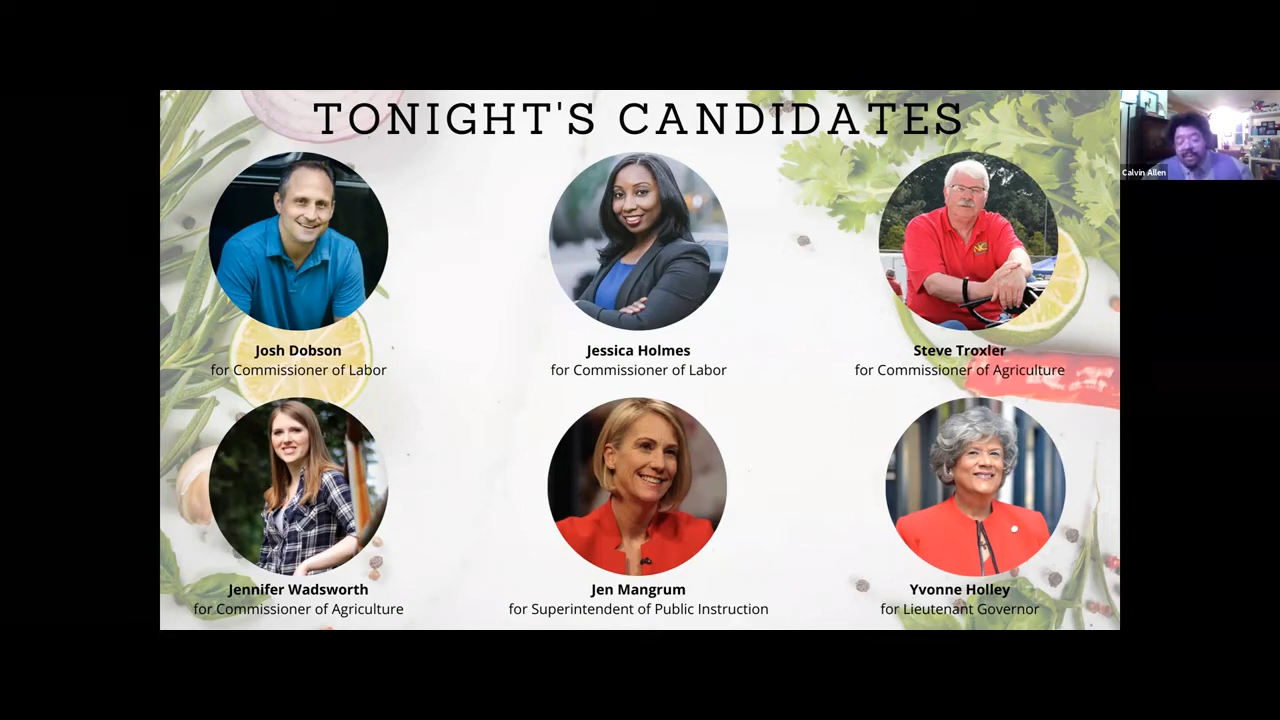 TONIGHT'S CANDIDATES
Calvin Allen
Josh Dobson
for Commissioner of Labor
Jessica Holmes
for Commissioner of Labor
Steve Troxler
for Commissioner of Agriculture
Jennifer Wadsworth
for Commissioner of Agriculture
Jen Mangrum
for Superintendent of Public Instruction
Yvonne Holley
for Lieutenant Governor